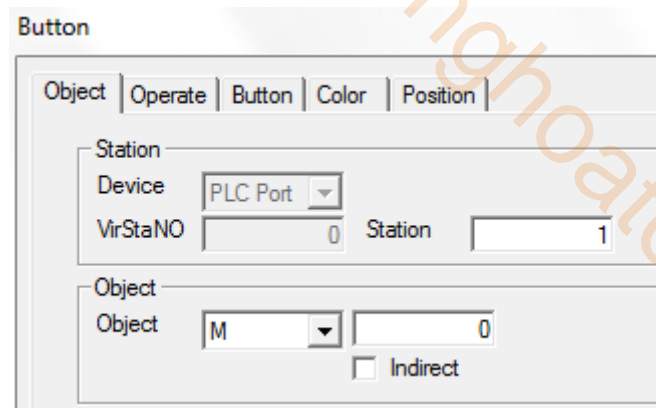 Button
Object Operate Button Color Position
Station
Device PLC Port
VirStaNO 0 Station 1
Object
Object M 0
Indirect